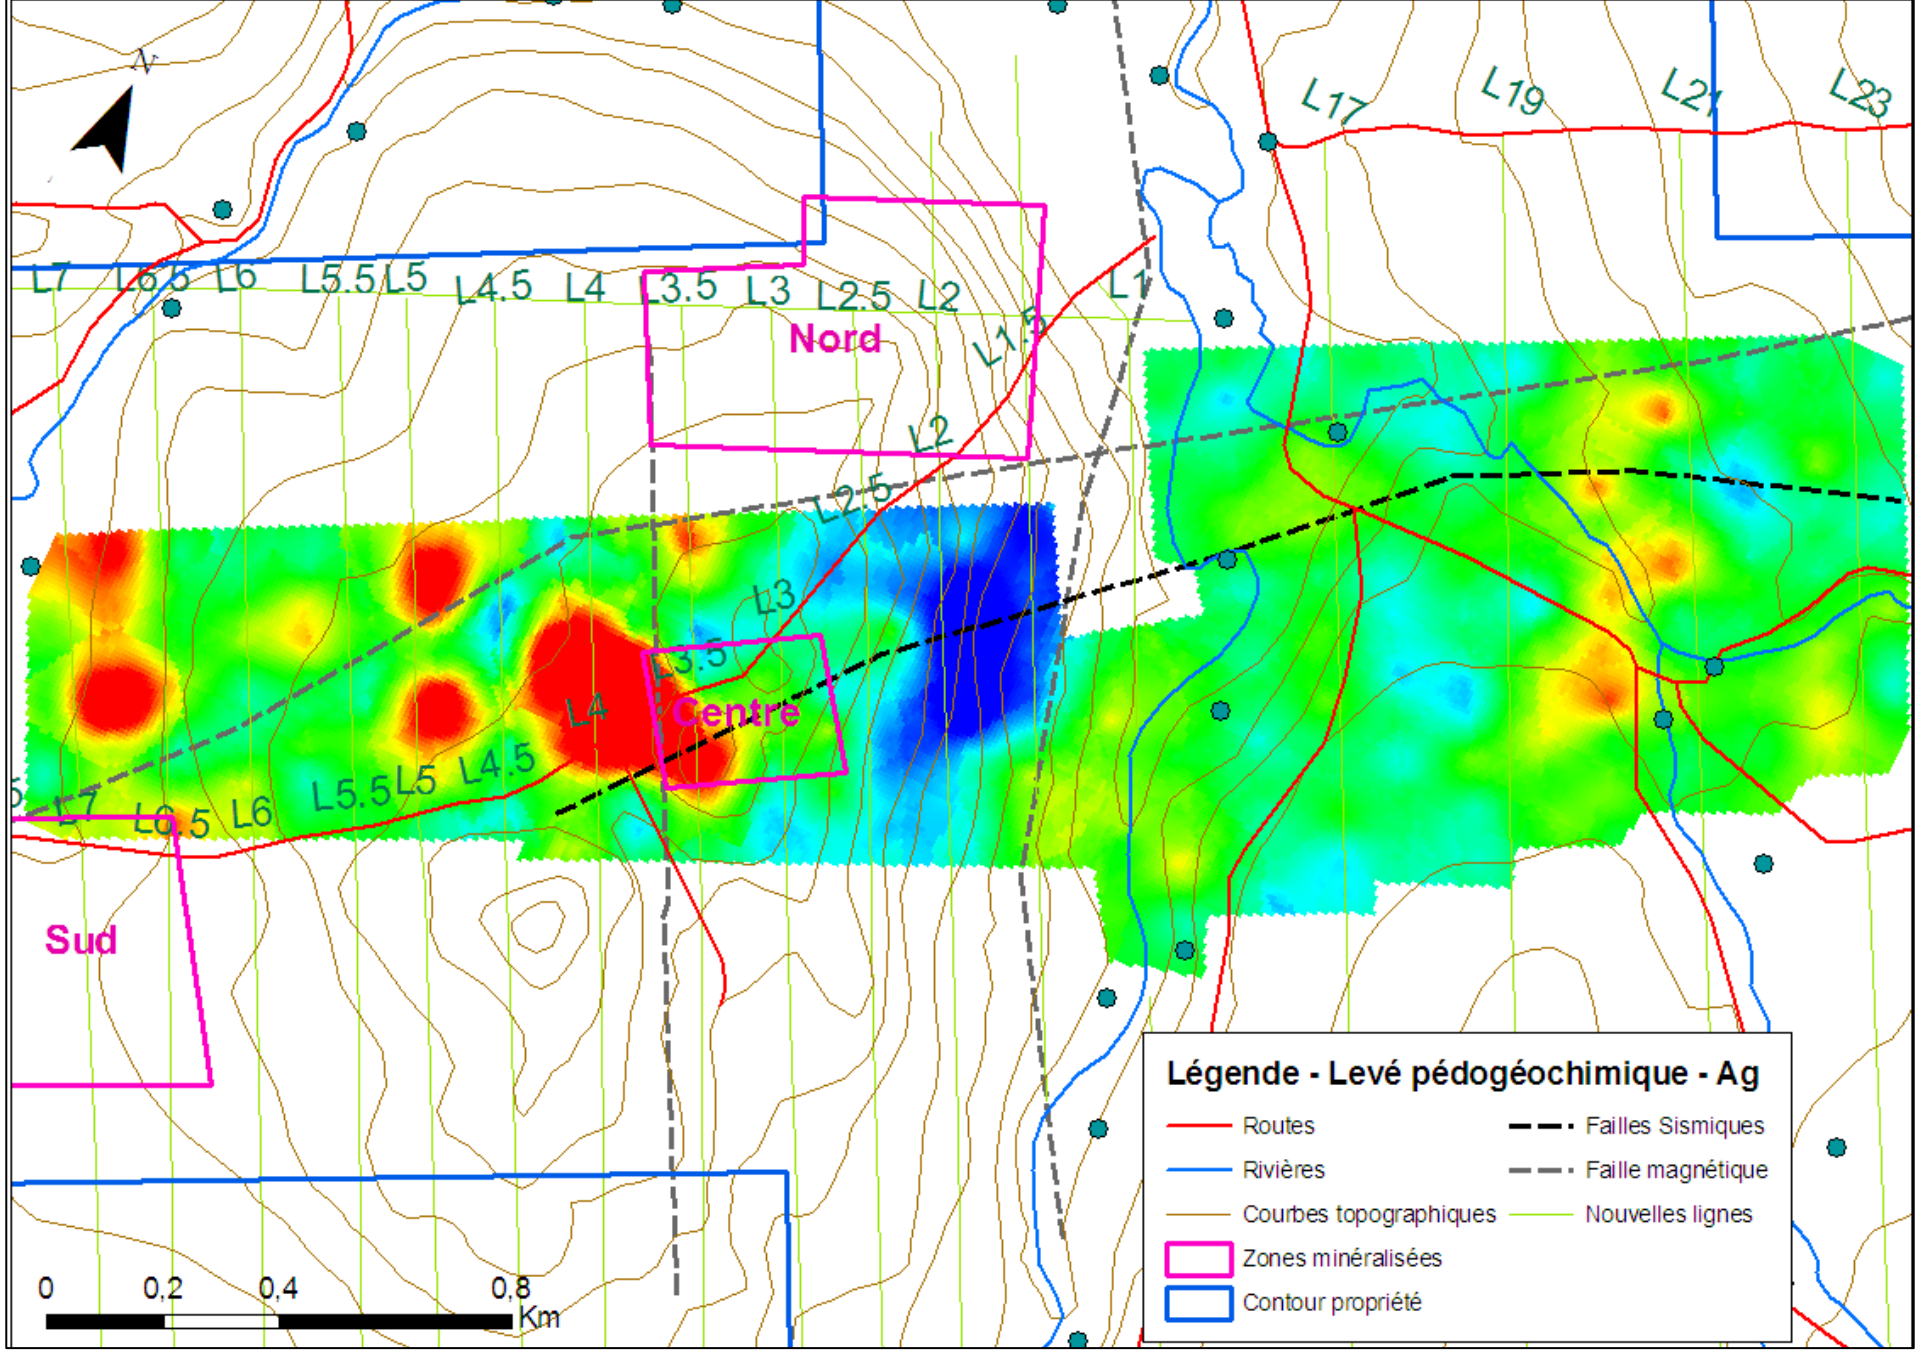 N
L17
L19
L21
L23
L7
L6.5
L6
L5.5
L5
L4.5
L4
L3.5
L3
L2.5
L2
L1
Nord
L1.5
L2
L2.5
L3
L3.5
Centre
L4
L4.5
L5
L5.5
L6
L6.5
L7
5
Sud
Légende - Levé pédogéochimique - Ag
Routes
Failles Sismiques
Rivières
Faille magnétique
Courbes topographiques
Nouvelles lignes
Zones minéralisées
Contour propriété
0 0,2 0,4 0,8
Km